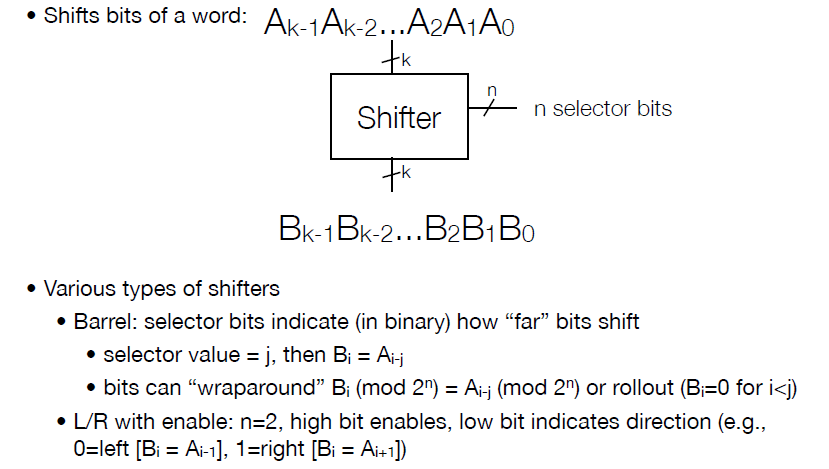 • Shifts bits of a word: Ak-1Ak-2...A2A1A0
k
n
Shifter
n selector bits
k
Bk-1Bk-2...B2B1B0
• Various types of shifters
• Barrel: selector bits indicate (in binary) how “far” bits shift
• selector value = j, then Bi = Ai-j
• bits can “wraparound” Bi (mod 2ⁿ) = Ai-j (mod 2ⁿ) or rollout (Bi=0 for i<j)
• L/R with enable: n=2, high bit enables, low bit indicates direction (e.g.,
0=left [Bi = Ai-1], 1=right [Bi = Ai+1])